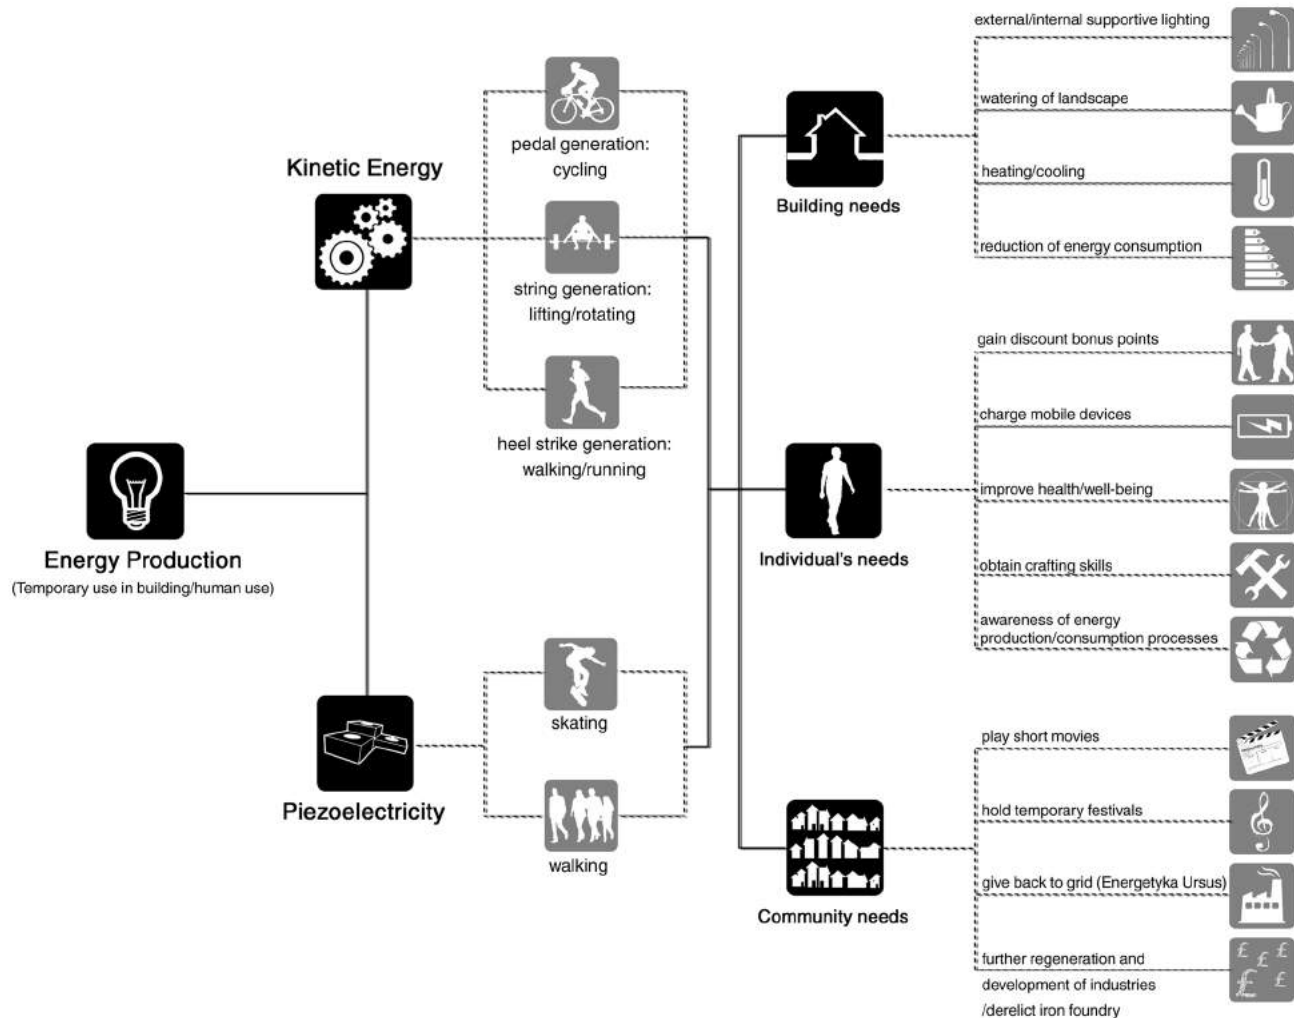 Energy Production
(Temporary use in building/human use)
Kinetic Energy
Piezoelectricity
pedal generation:
cycling
string generation:
lifting/rotating
heel strike generation:
walking/running
skating
walking
Building needs
Individual's needs
Community needs
external/internal supportive lighting
watering of landscape
heating/cooling
reduction of energy consumption
gain discount bonus points
charge mobile devices
improve health/well-being
obtain crafting skills
awareness of energy
production/consumption processes
play short movies
hold temporary festivals
give back to grid (Energetyka Ursus)
further regeneration and
development of industries
/derelict iron foundry
£ £
£
£ £